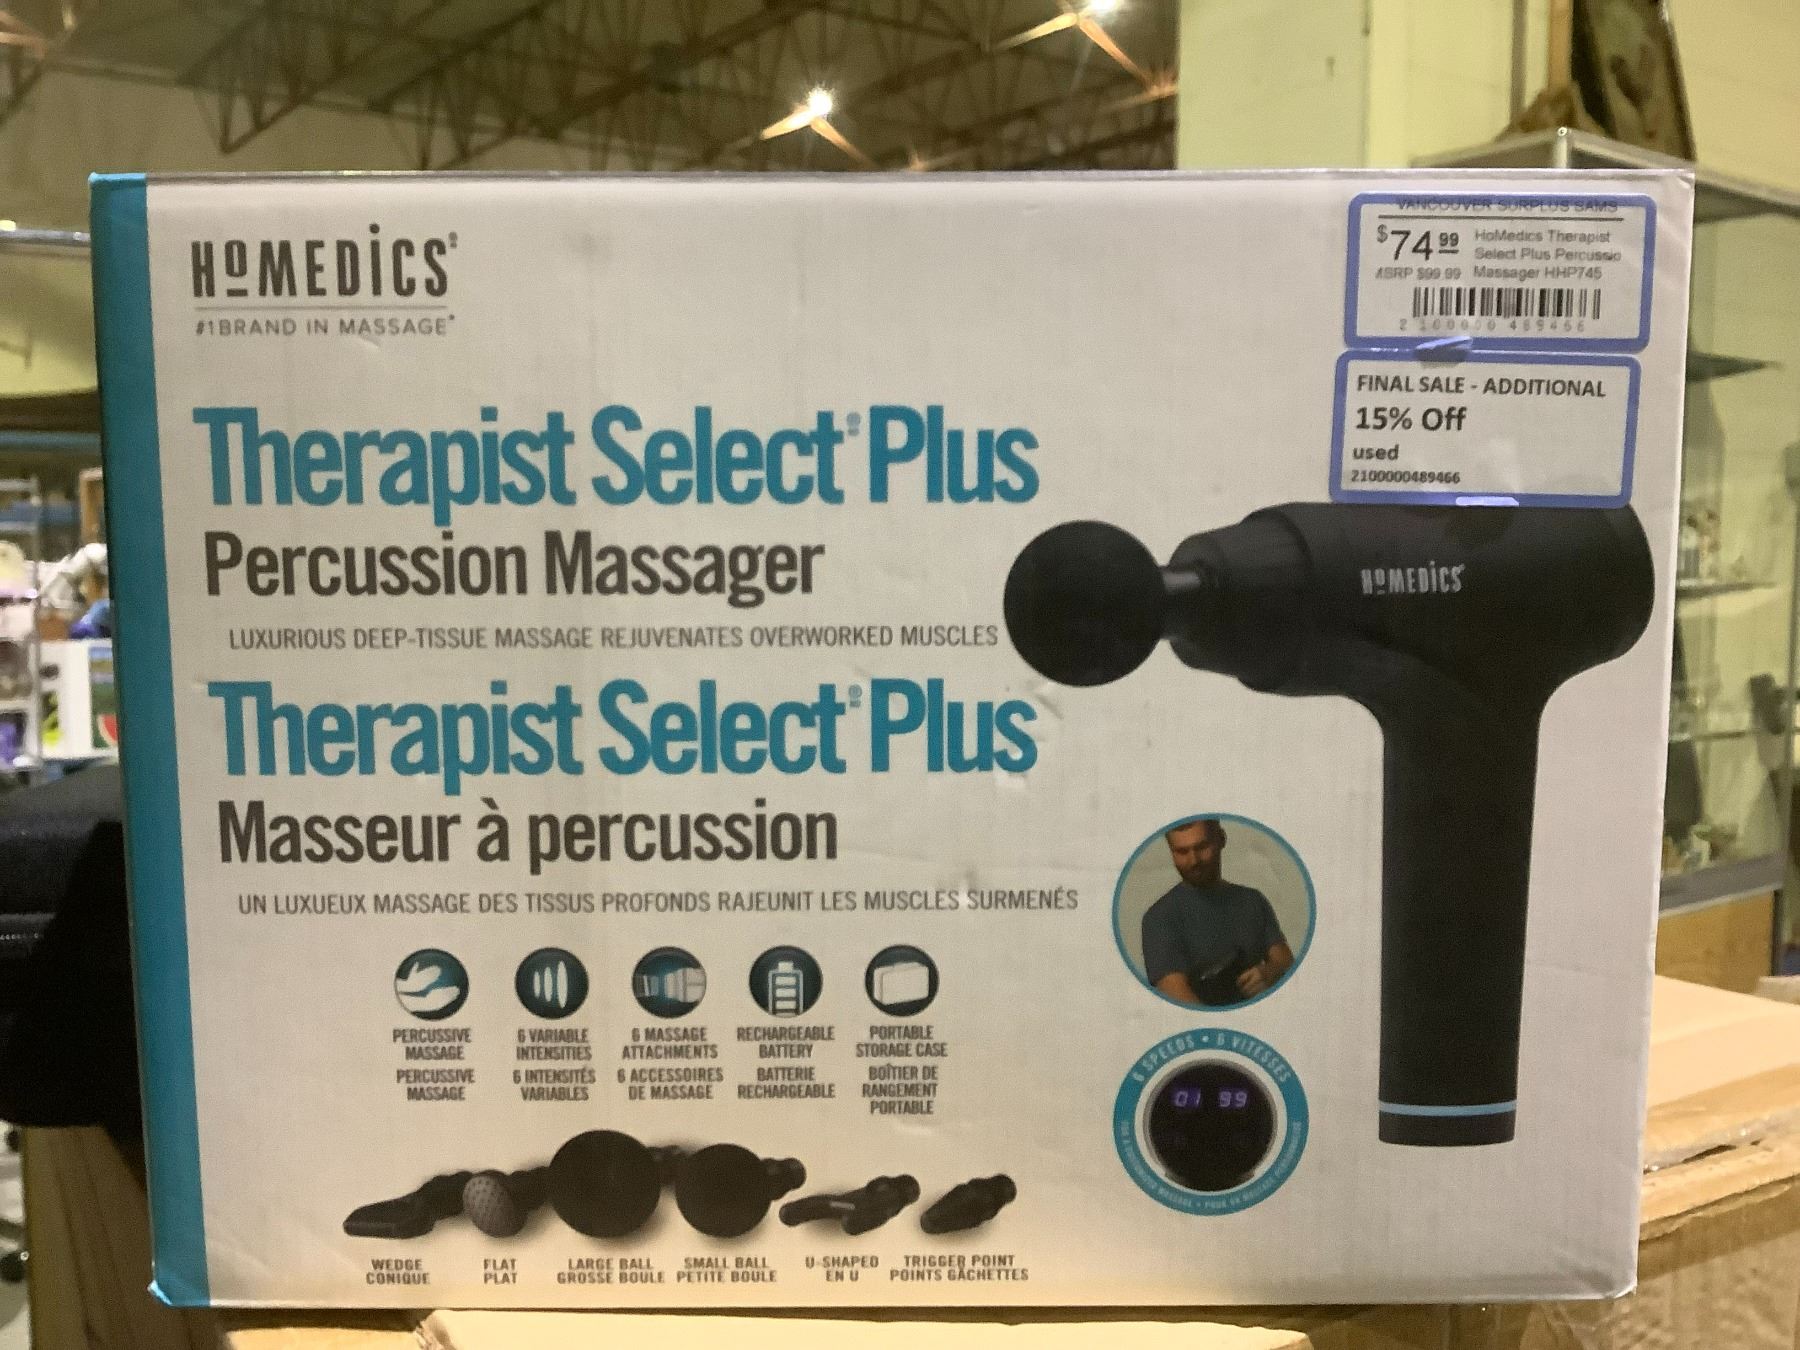 HoMEDiCS®
#1 BRAND IN MASSAGE*
Therapist Select® Plus
Percussion Massager
LUXURIOUS DEEP-TISSUE MASSAGE REJUVENATES OVERWORKED MUSCLES
Therapist Select® Plus
Masseur à percussion
UN LUXUEUX MASSAGE DES TISSUS PROFONDS RAJEUNIT LES MUSCLES SURMENÉS
PERCUSSIVE
MASSAGE
PERCUSSIVE
MASSAGE
6 VARIABLE
INTENSITIES
6 INTENSITÉS
VARIABLES
6 MASSAGE
ATTACHMENTS
6 ACCESSOIRES
DE MASSAGE
RECHARGEABLE
BATTERY
BATTERIE
RECHARGEABLE
PORTABLE
STORAGE CASE
BOÎTIER DE
RANGEMENT
PORTABLE
WEDGE
CONIQUE
FLAT
PLAT
LARGE BALL
GROSSE BOULE
SMALL BALL
PETITE BOULE
U-SHAPED
EN U
TRIGGER POINT
POINTS GÂCHETTES
VANCOUVER SURPLUS SAMS
$74.99
HoMedics Therapist
Select Plus Percussio
MSRP $99.99
Massager HHP745
2 100000 489466
FINAL SALE - ADDITIONAL
15% Off
used
2100000489466
HoMEDiCS®
6 SPEEDS • 6 VITESSES
01 99